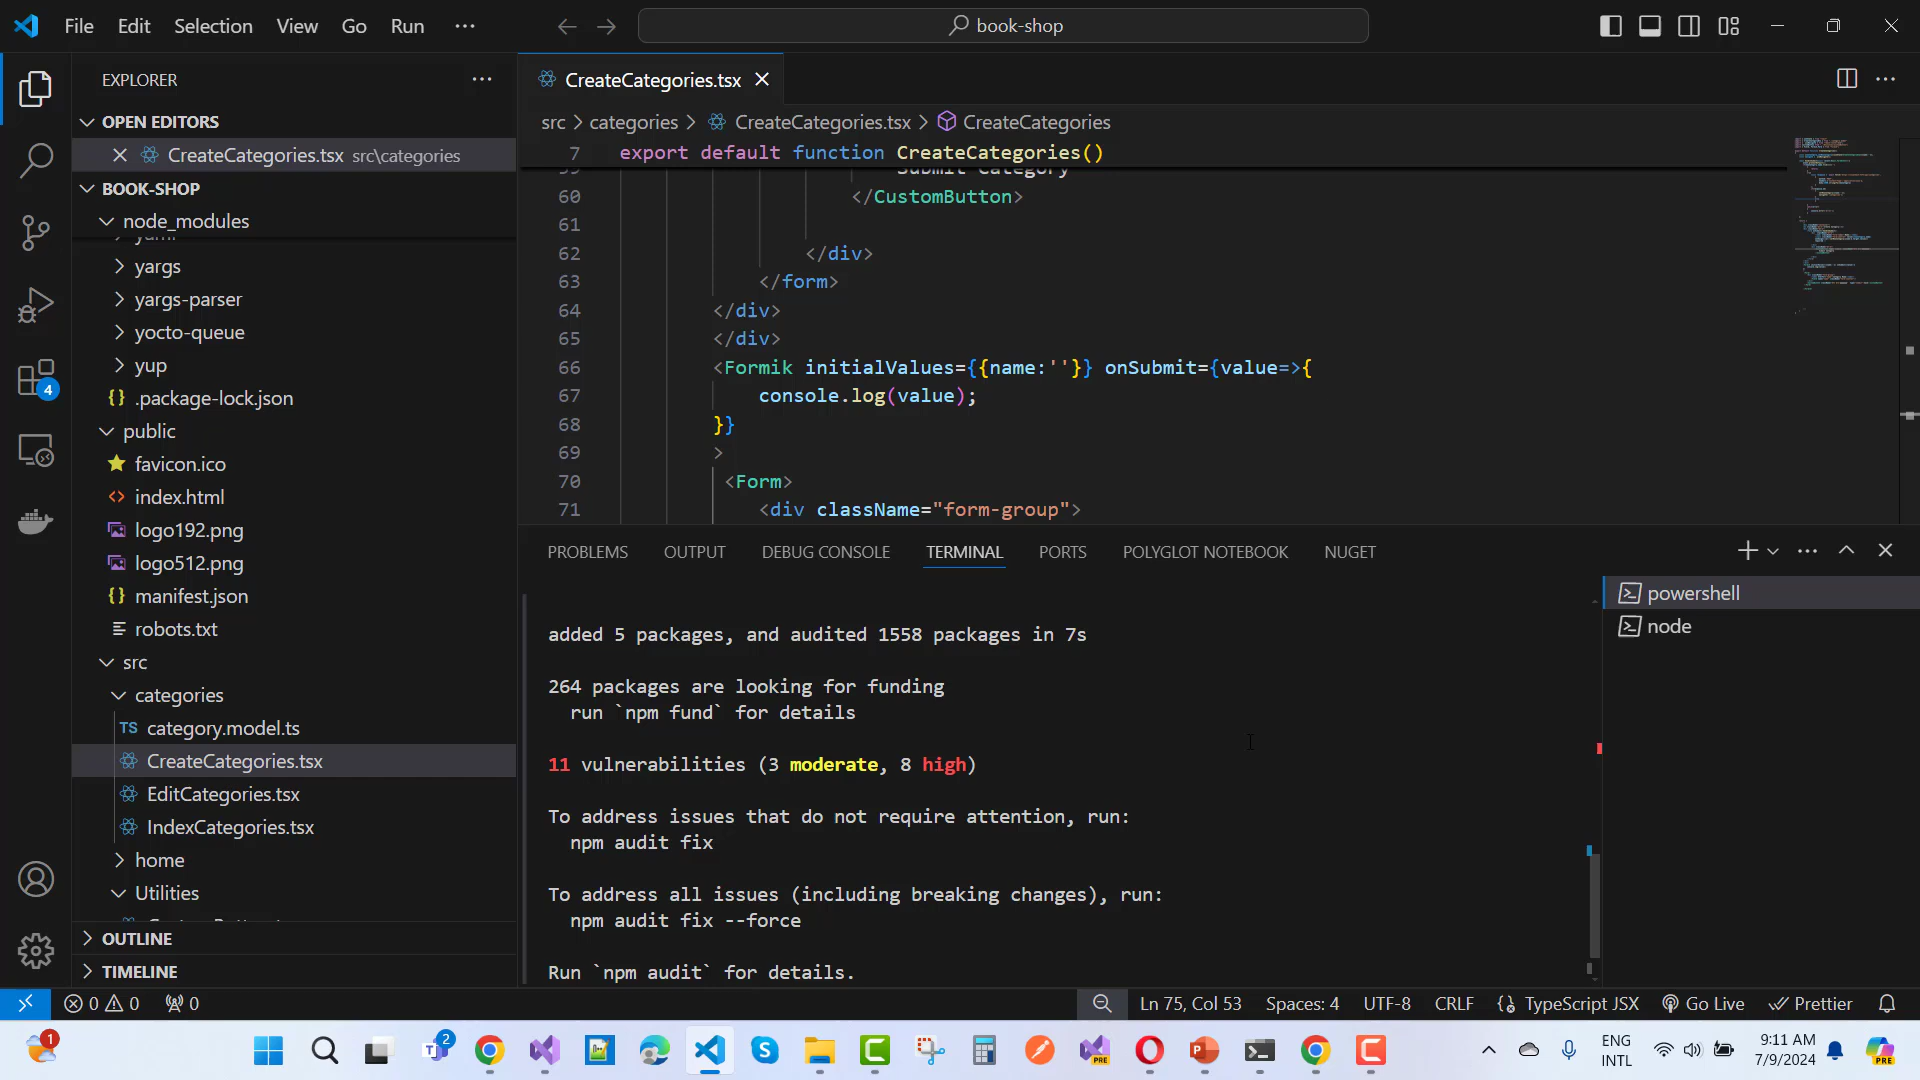 File Edit Selection View Go Run ···
book-shop
EXPLORER
OPEN EDITORS
CreateCategories.tsx src\categories
BOOK-SHOP
node_modules
yargs
yargs-parser
yocto-queue
yup
{} .package-lock.json
public
favicon.ico
<> index.html
logo192.png
logo512.png
{} manifest.json
robots.txt
src
categories
TS category.model.ts
CreateCategories.tsx
EditCategories.tsx
IndexCategories.tsx
home
Utilities
OUTLINE
TIMELINE
4
CreateCategories.tsx
src > categories > CreateCategories.tsx > CreateCategories
7 export default function CreateCategories()
Submit Category
60 </CustomButton>
61
62 </div>
63 </form>
64 </div>
65 </div>
66 <Formik initialValues={{name:''}} onSubmit={value=>{
67 console.log(value);
68 }}
69 >
70 <Form>
71 <div className="form-group">
PROBLEMS OUTPUT DEBUG CONSOLE TERMINAL PORTS POLYGLOT NOTEBOOK NUGET
added 5 packages, and audited 1558 packages in 7s
264 packages are looking for funding
run `npm fund` for details
11 vulnerabilities (3 moderate, 8 high)
To address issues that do not require attention, run:
npm audit fix
To address all issues (including breaking changes), run:
npm audit fix --force
Run `npm audit` for details.
powershell
node
0 0 0
Ln 75, Col 53 Spaces: 4 UTF-8 CRLF {} TypeScript JSX Go Live Prettier
1
2
PRE
ENG
INTL
9:11 AM
7/9/2024
PRE